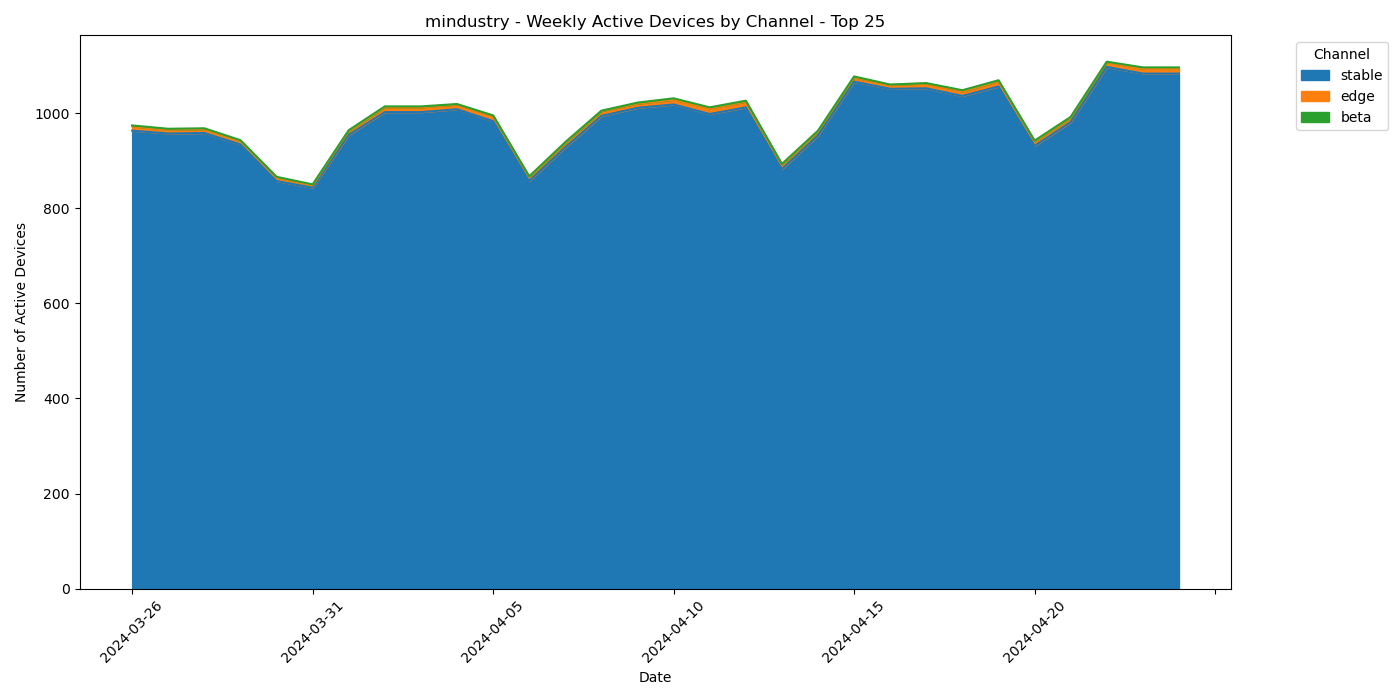 mindustry - Weekly Active Devices by Channel - Top 25
Channel
stable
edge
beta
Number of Active Devices
1000
800
600
400
200
0
2024-03-26
2024-03-31
2024-04-05
2024-04-10
2024-04-15
2024-04-20
Date